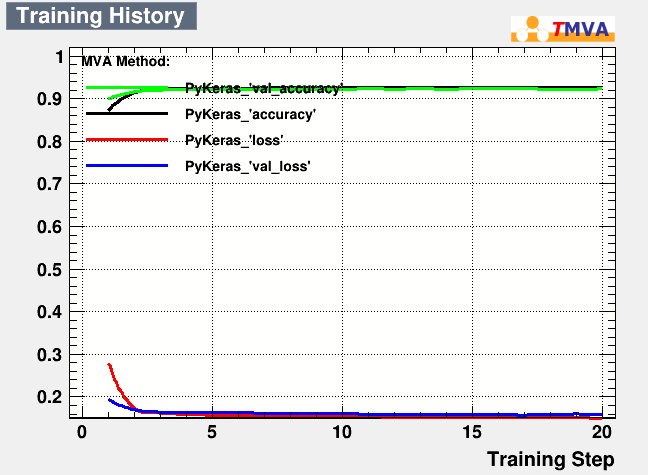 Training History
TMVA
MVA Method:
PyKeras_'val_accuracy'
PyKeras_'accuracy'
PyKeras_'loss'
PyKeras_'val_loss'
1
0.9
0.8
0.7
0.6
0.5
0.4
0.3
0.2
0 5 10 15 20
Training Step